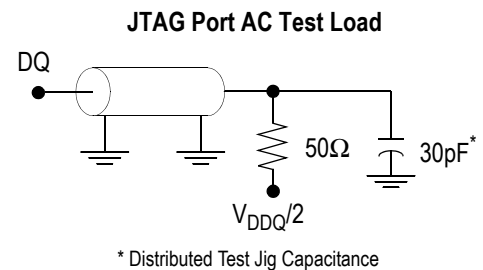 JTAG Port AC Test Load
DQ
50Ω
30pF*
VDDQ/2
* Distributed Test Jig Capacitance